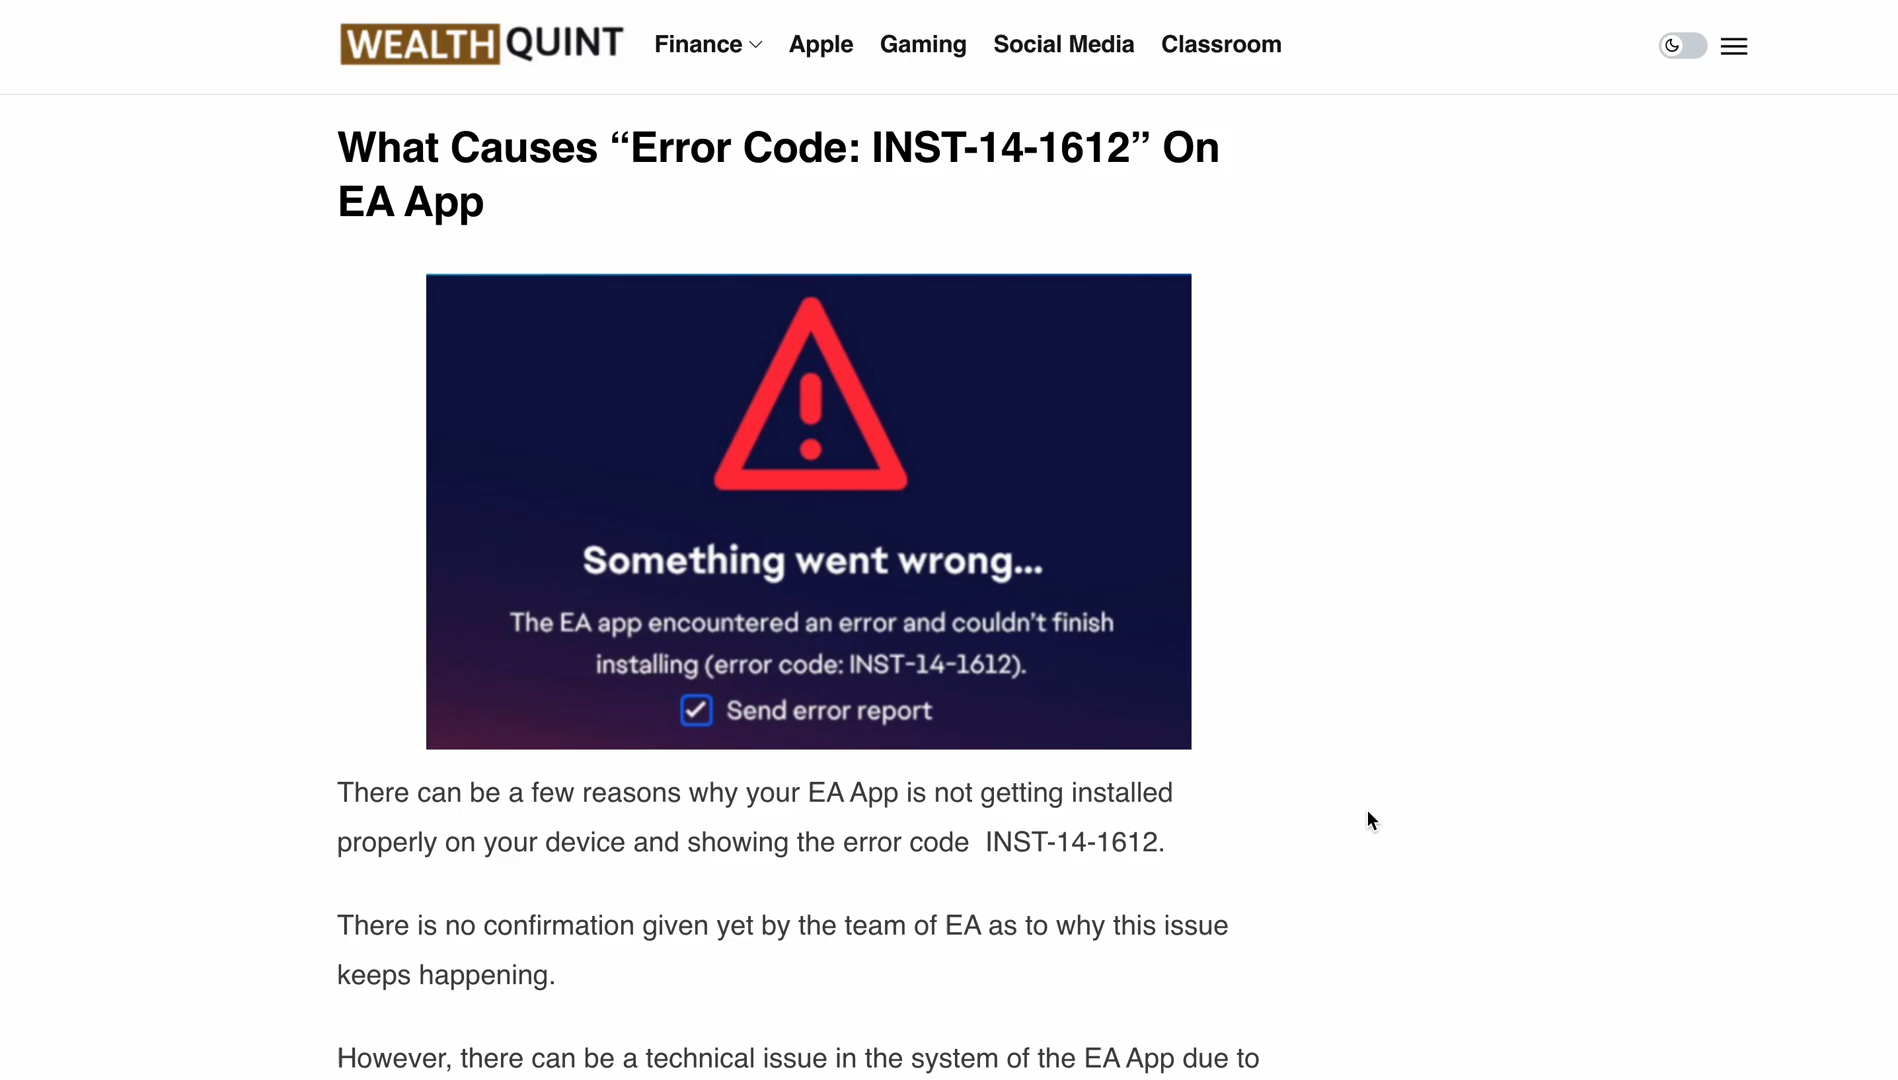 WEALTH QUINT Finance Apple Gaming Social Media Classroom
What Causes “Error Code: INST-14-1612” On
EA App
Something went wrong...
The EA app encountered an error and couldn't finish
installing (error code: INST-14-1612).
Send error report
There can be a few reasons why your EA App is not getting installed
properly on your device and showing the error code  INST-14-1612.
There is no confirmation given yet by the team of EA as to why this issue
keeps happening.
However, there can be a technical issue in the system of the EA App due to